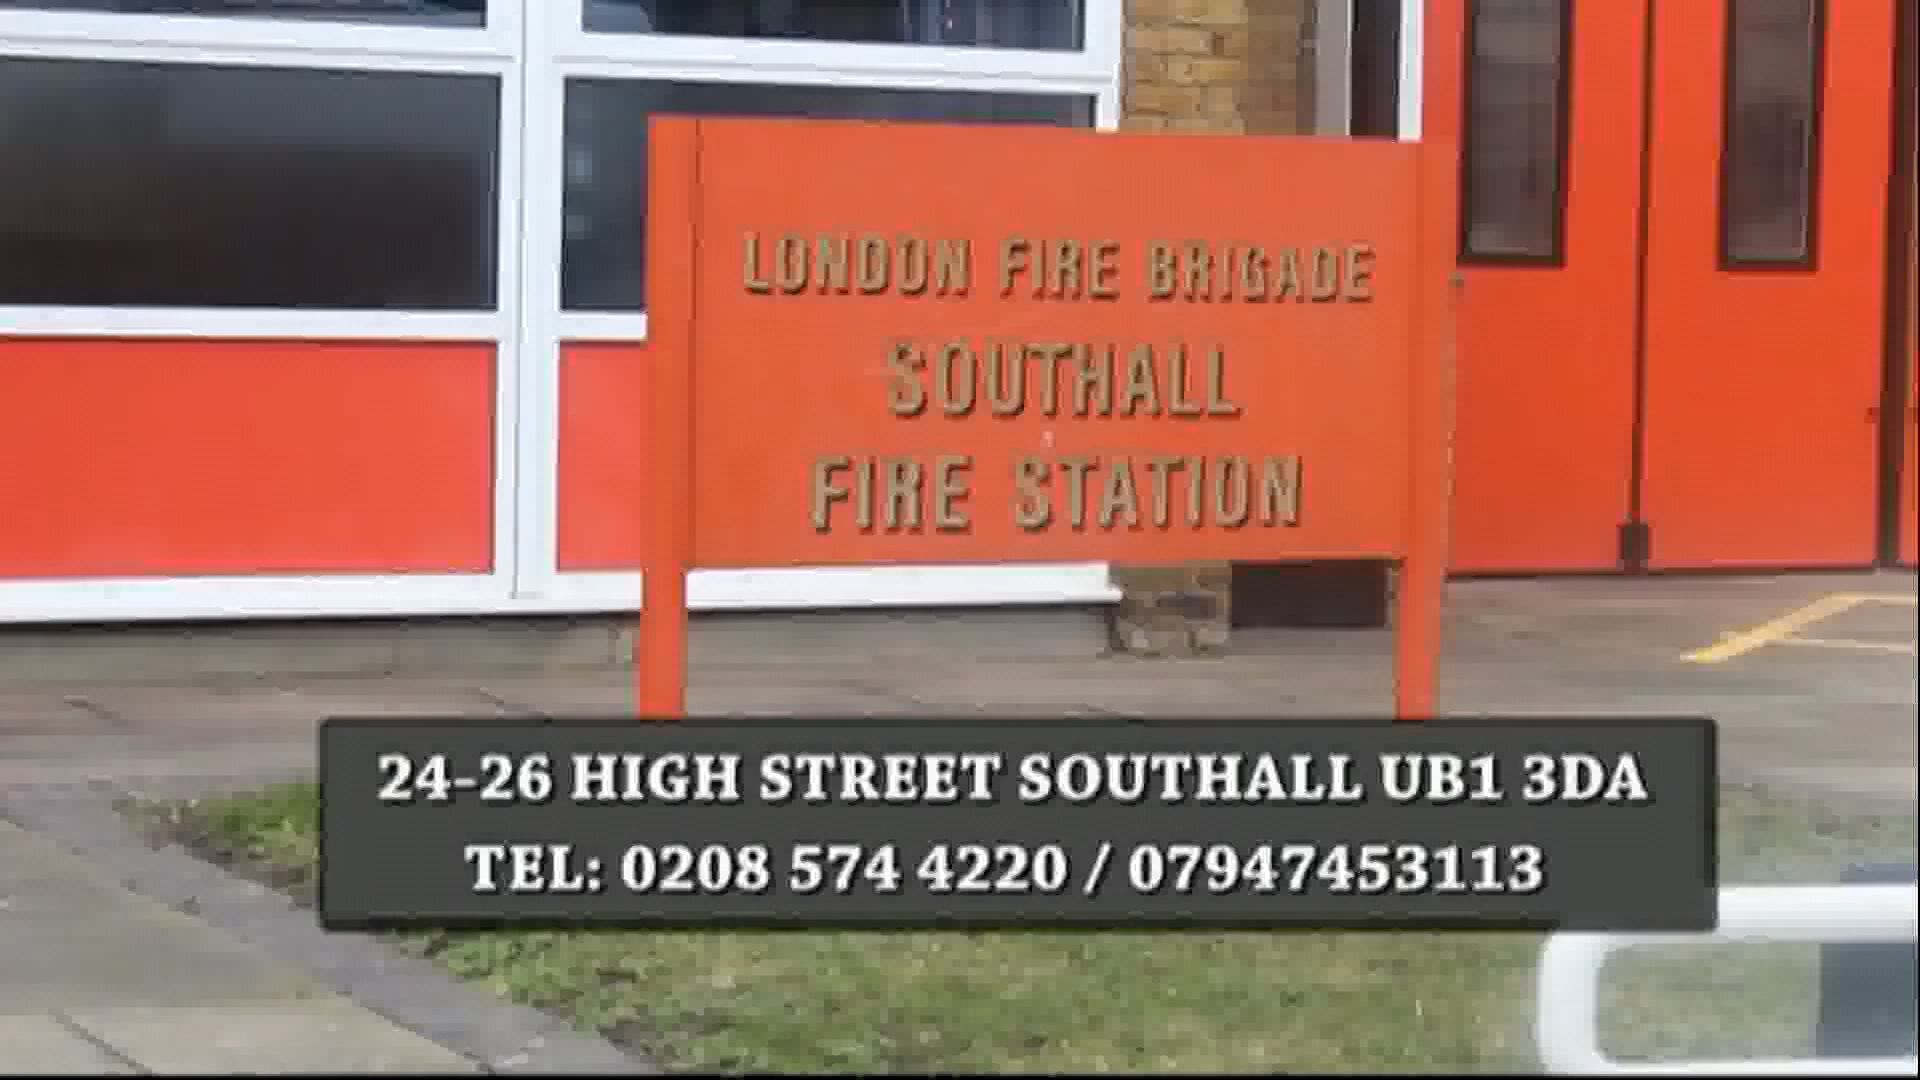 LONDON FIRE BRIGADE
SOUTHALL
FIRE STATION
24-26 HIGH STREET SOUTHALL UB1 3DA
TEL: 0208 574 4220 / 07947453113